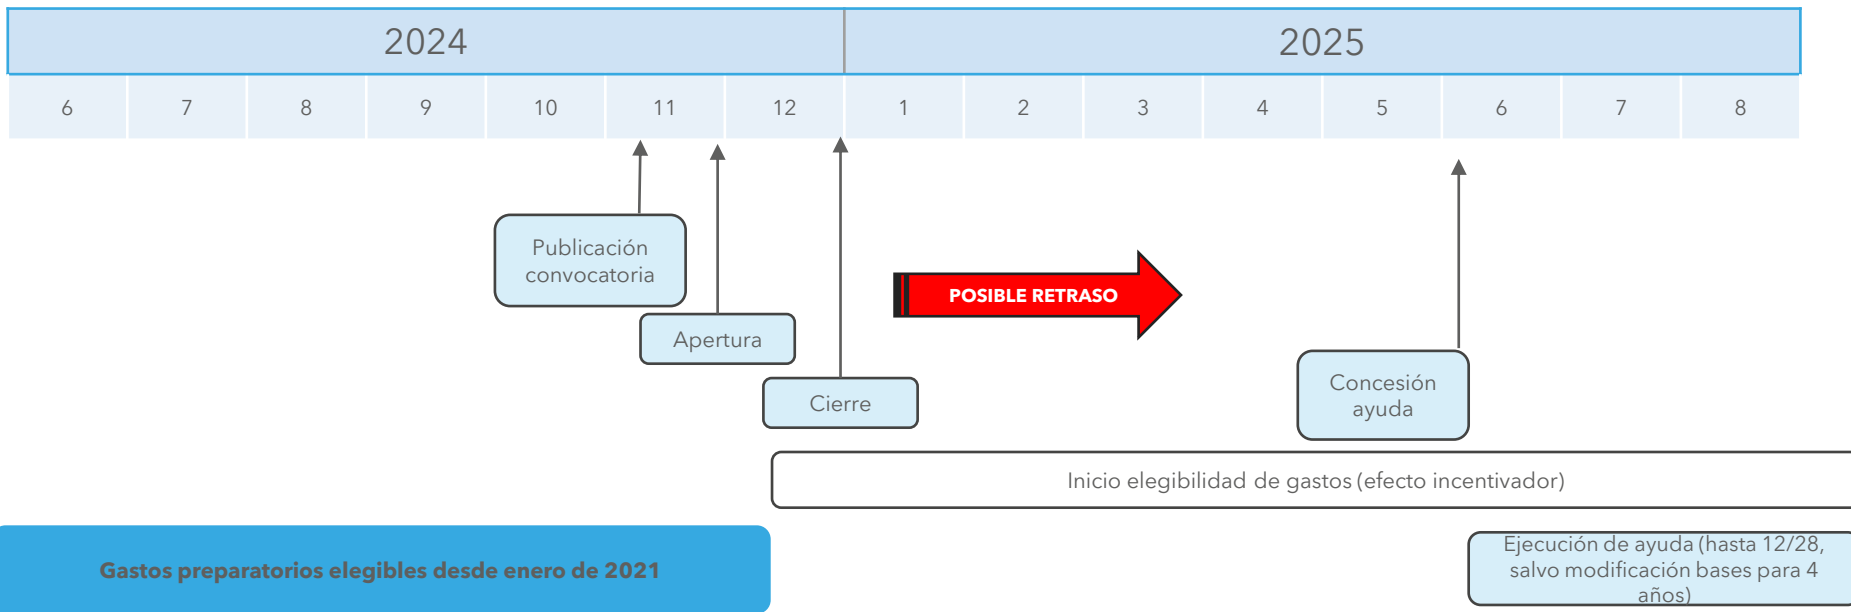 2024
2025
6
7
8
9
10
11
12
1
2
3
4
5
6
7
8
Publicación
convocatoria
Apertura
POSIBLE RETRASO
Cierre
Concesión
ayuda
Inicio elegibilidad de gastos (efecto incentivador)
Gastos preparatorios elegibles desde enero de 2021
Ejecución de ayuda (hasta 12/28,
salvo modificación bases para 4
años)